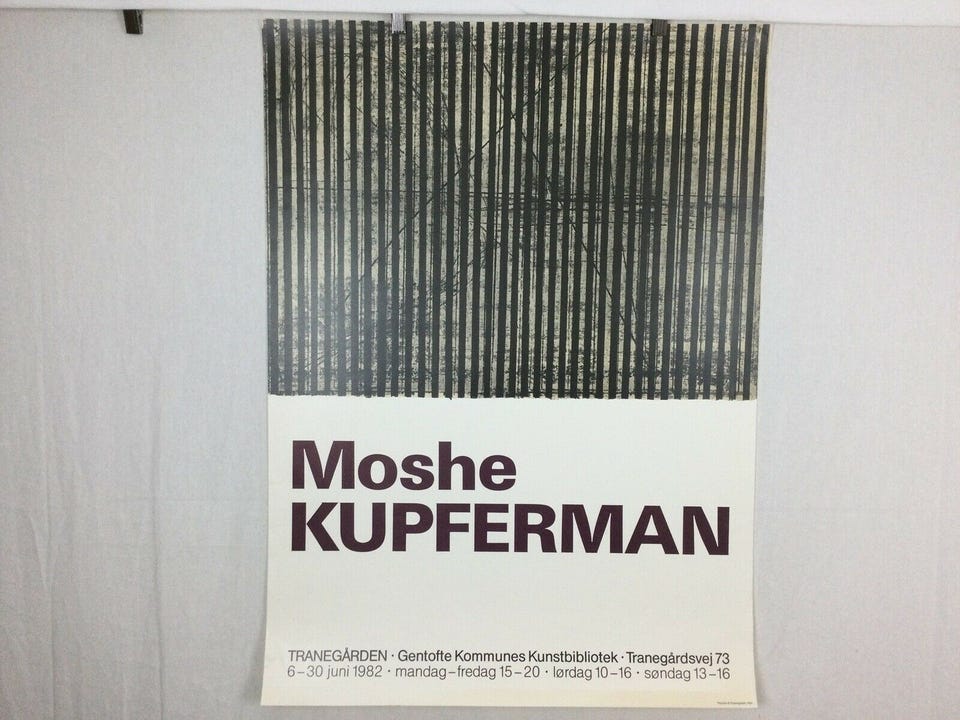 Moshe
KUPFERMAN
TRANEGÅRDEN · Gentofte Kommunes Kunstbibliotek · Tranegårdsvej 73
6–30 juni 1982 · mandag–fredag 15–20 · lørdag 10–16 · søndag 13–16